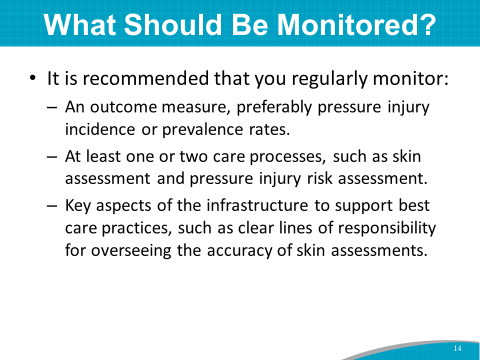 What Should Be Monitored?
• It is recommended that you regularly monitor:
– An outcome measure, preferably pressure injury
incidence or prevalence rates.
– At least one or two care processes, such as skin
assessment and pressure injury risk assessment.
– Key aspects of the infrastructure to support best
care practices, such as clear lines of responsibility
for overseeing the accuracy of skin assessments.
14